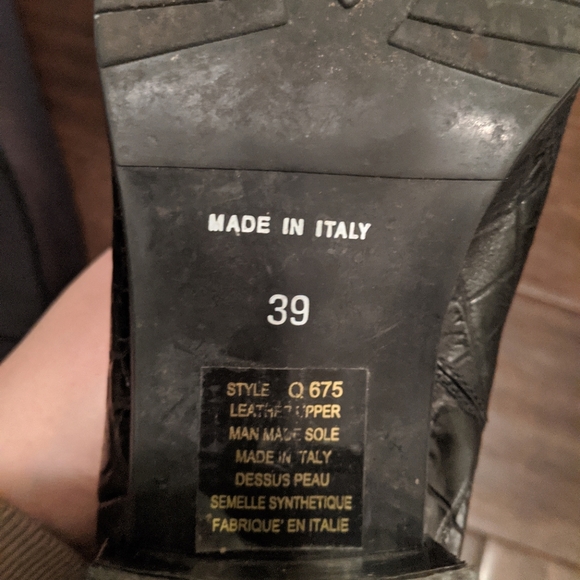 MADE IN ITALY
39
STYLE Q 675
LEATHER UPPER
MAN MADE SOLE
MADE IN ITALY
DESSUS PEAU
SEMELLE SYNTHETIQUE
FABRIQUE' EN ITALIE